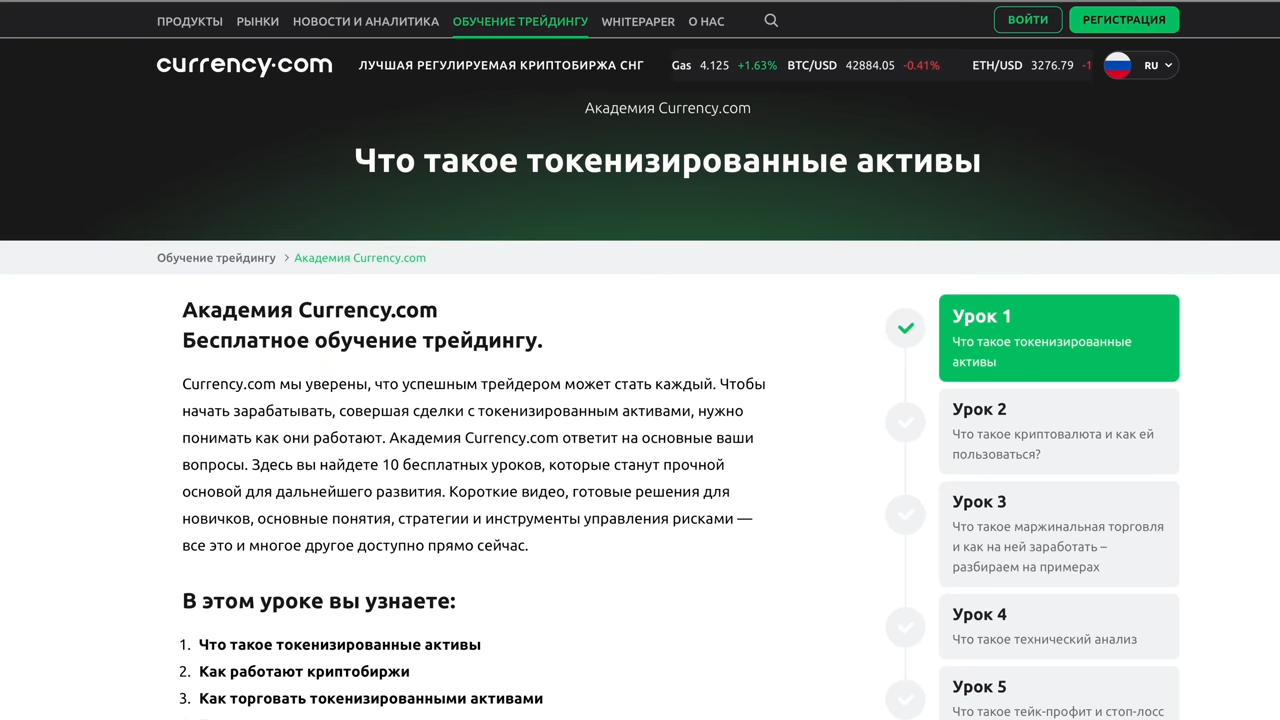 ПРОДУКТЫ РЫНКИ НОВОСТИ И АНАЛИТИКА ОБУЧЕНИЕ ТРЕЙДИНГУ WHITEPAPER О НАС ВОЙТИ РЕГИСТРАЦИЯ
currency.com ЛУЧШАЯ РЕГУЛИРУЕМАЯ КРИПТОБИРЖА СНГ Gas 4.125 +1.63% BTC/USD 42884.05 -0.41% ETH/USD 3276.79 -1 RU
Академия Currency.com
Что такое токенизированные активы
Обучение трейдингу > Академия Currency.com
Академия Currency.com
Бесплатное обучение трейдингу.
Currency.com мы уверены, что успешным трейдером может стать каждый. Чтобы
начать зарабатывать, совершая сделки с токенизированным активами, нужно
понимать как они работают. Академия Currency.com ответит на основные ваши
вопросы. Здесь вы найдете 10 бесплатных уроков, которые станут прочной
основой для дальнейшего развития. Короткие видео, готовые решения для
новичков, основные понятия, стратегии и инструменты управления рисками —
все это и многое другое доступно прямо сейчас.
В этом уроке вы узнаете:
1. Что такое токенизированные активы
2. Как работают криптобиржи
3. Как торговать токенизированными активами
Урок 1
Что такое токенизированные
активы
Урок 2
Что такое криптовалюта и как ей
пользоваться?
Урок 3
Что такое маржинальная торговля
и как на ней заработать –
разбираем на примерах
Урок 4
Что такое технический анализ
Урок 5
Что такое тейк-профит и стоп-лосс